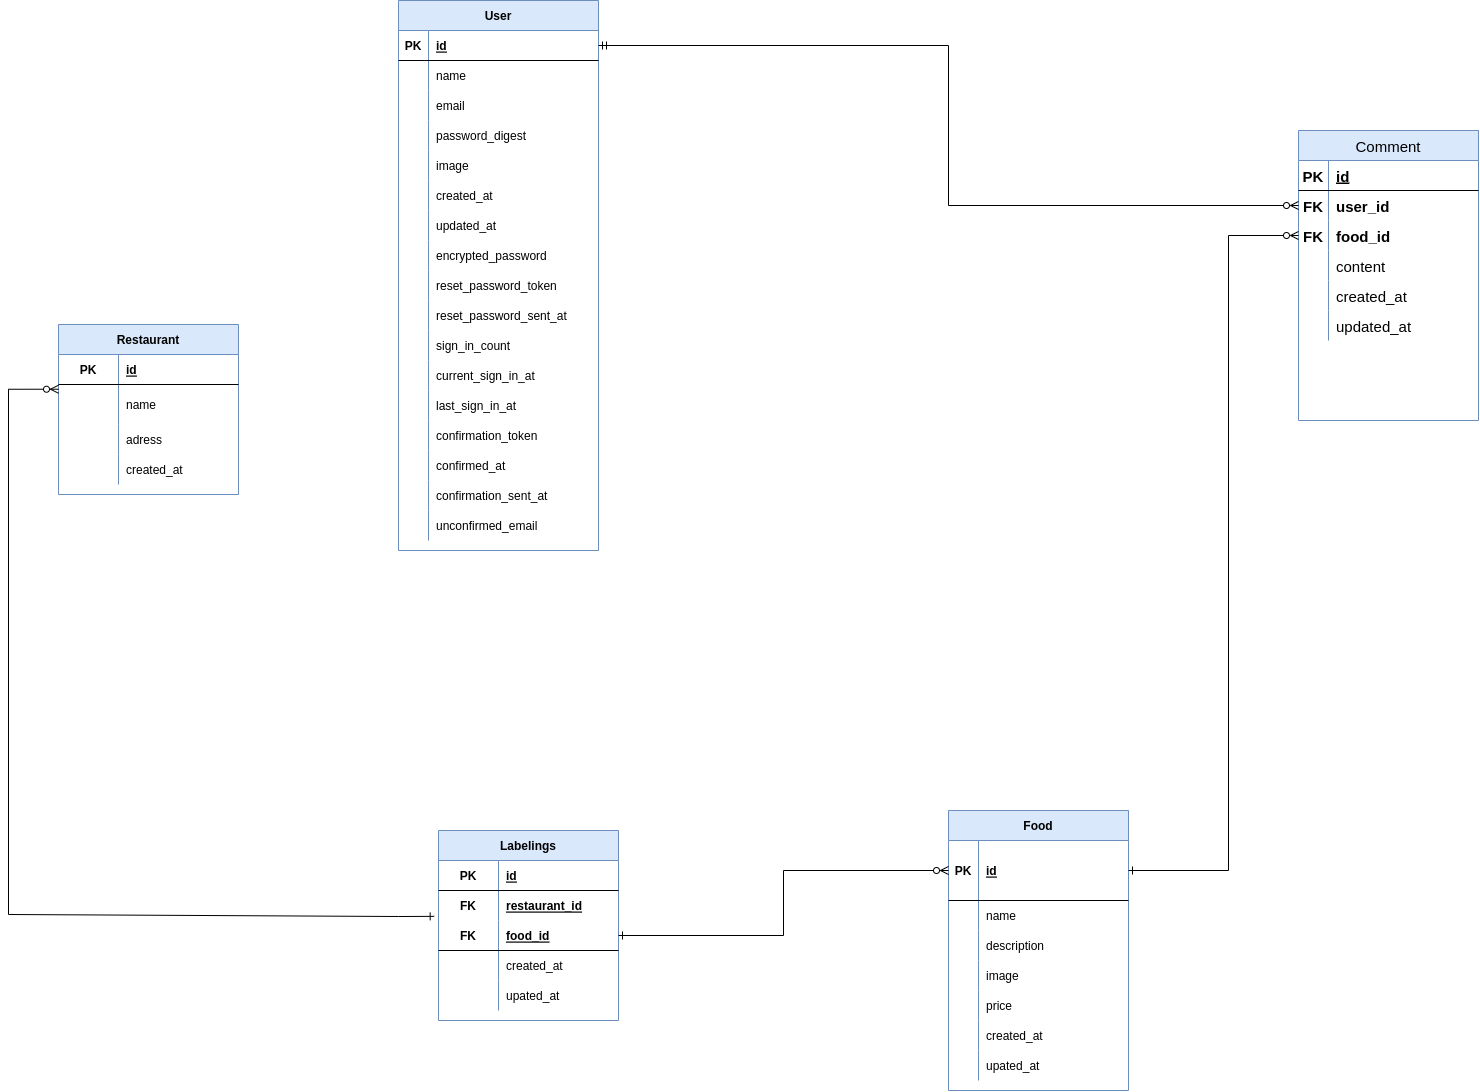 User
PK id
name
email
password_digest
image
created_at
updated_at
encrypted_password
reset_password_token
reset_password_sent_at
sign_in_count
current_sign_in_at
last_sign_in_at
confirmation_token
confirmed_at
confirmation_sent_at
unconfirmed_email
Comment
PK id
FK user_id
FK food_id
content
created_at
updated_at
Restaurant
PK id
name
adress
created_at
Labelings
PK id
FK restaurant_id
FK food_id
created_at
upated_at
Food
PK id
name
description
image
price
created_at
upated_at